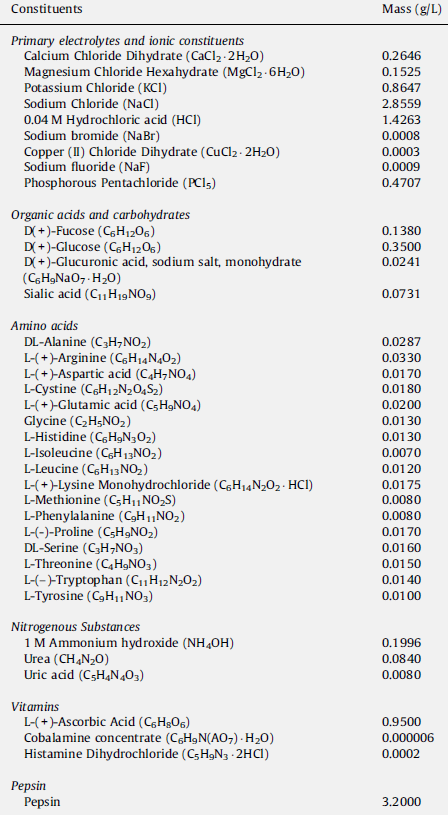 Constituents Mass (g/L)
Primary electrolytes and ionic constituents
Calcium Chloride Dihydrate (CaCl2·2H2O) 0.2646
Magnesium Chloride Hexahydrate (MgCl2·6H2O) 0.1525
Potassium Chloride (KCl) 0.8647
Sodium Chloride (NaCl) 2.8559
0.04 M Hydrochloric acid (HCl) 1.4263
Sodium bromide (NaBr) 0.0008
Copper (II) Chloride Dihydrate (CuCl2·2H2O) 0.0003
Sodium fluoride (NaF) 0.0009
Phosphorous Pentachloride (PCl5) 0.4707
Organic acids and carbohydrates
D(+)-Fucose (C6H12O6) 0.1380
D(+)-Glucose (C6H12O6) 0.3500
D(+)-Glucuronic acid, sodium salt, monohydrate 0.0241
(C6H9NaO7·H2O)
Sialic acid (C11H19NO9) 0.0731
Amino acids
DL-Alanine (C3H7NO2) 0.0287
L-(+)-Arginine (C6H14N4O2) 0.0330
L-(+)-Aspartic acid (C4H7NO4) 0.0170
L-Cystine (C6H12N2O4S2) 0.0180
L-(+)-Glutamic acid (C5H9NO4) 0.0200
Glycine (C2H5NO2) 0.0130
L-Histidine (C6H9N3O2) 0.0130
L-Isoleucine (C6H13NO2) 0.0070
L-Leucine (C6H13NO2) 0.0120
L-(+)-Lysine Monohydrochloride (C6H14N2O2·HCl) 0.0175
L-Methionine (C5H11NO2S) 0.0080
L-Phenylalanine (C9H11NO2) 0.0080
L-(-)-Proline (C5H9NO2) 0.0170
DL-Serine (C3H7NO3) 0.0160
L-Threonine (C4H9NO3) 0.0150
L-(−)-Tryptophan (C11H12N2O2) 0.0140
L-Tyrosine (C9H11NO3) 0.0100
Nitrogenous Substances
1 M Ammonium hydroxide (NH4OH) 0.1996
Urea (CH4N2O) 0.0840
Uric acid (C5H4N4O3) 0.0080
Vitamins
L-(+)-Ascorbic Acid (C6H8O6) 0.9500
Cobalamine concentrate (C6H9N(AO7)·H2O) 0.000006
Histamine Dihydrochloride (C5H9N3·2HCl) 0.0002
Pepsin
Pepsin 3.2000